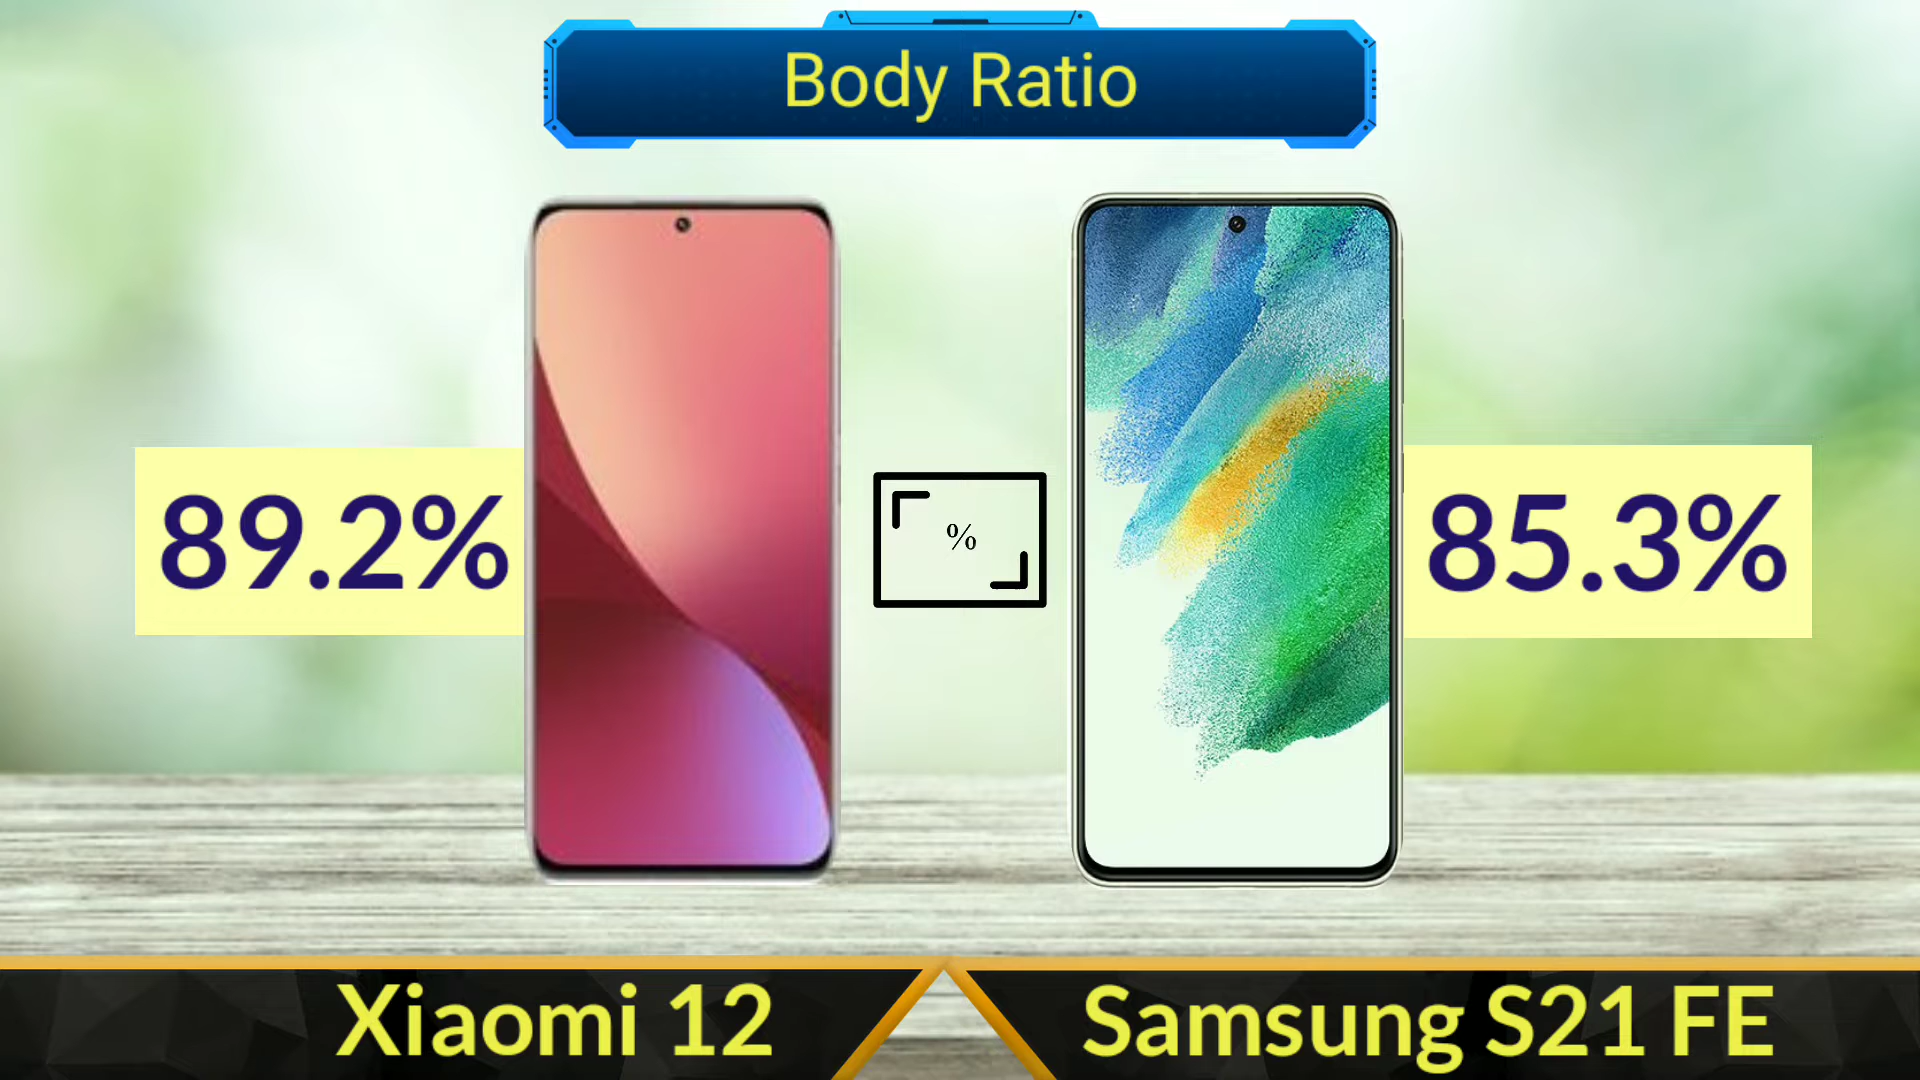 Body Ratio
89.2%
%
85.3%
Xiaomi 12
Samsung S21 FE